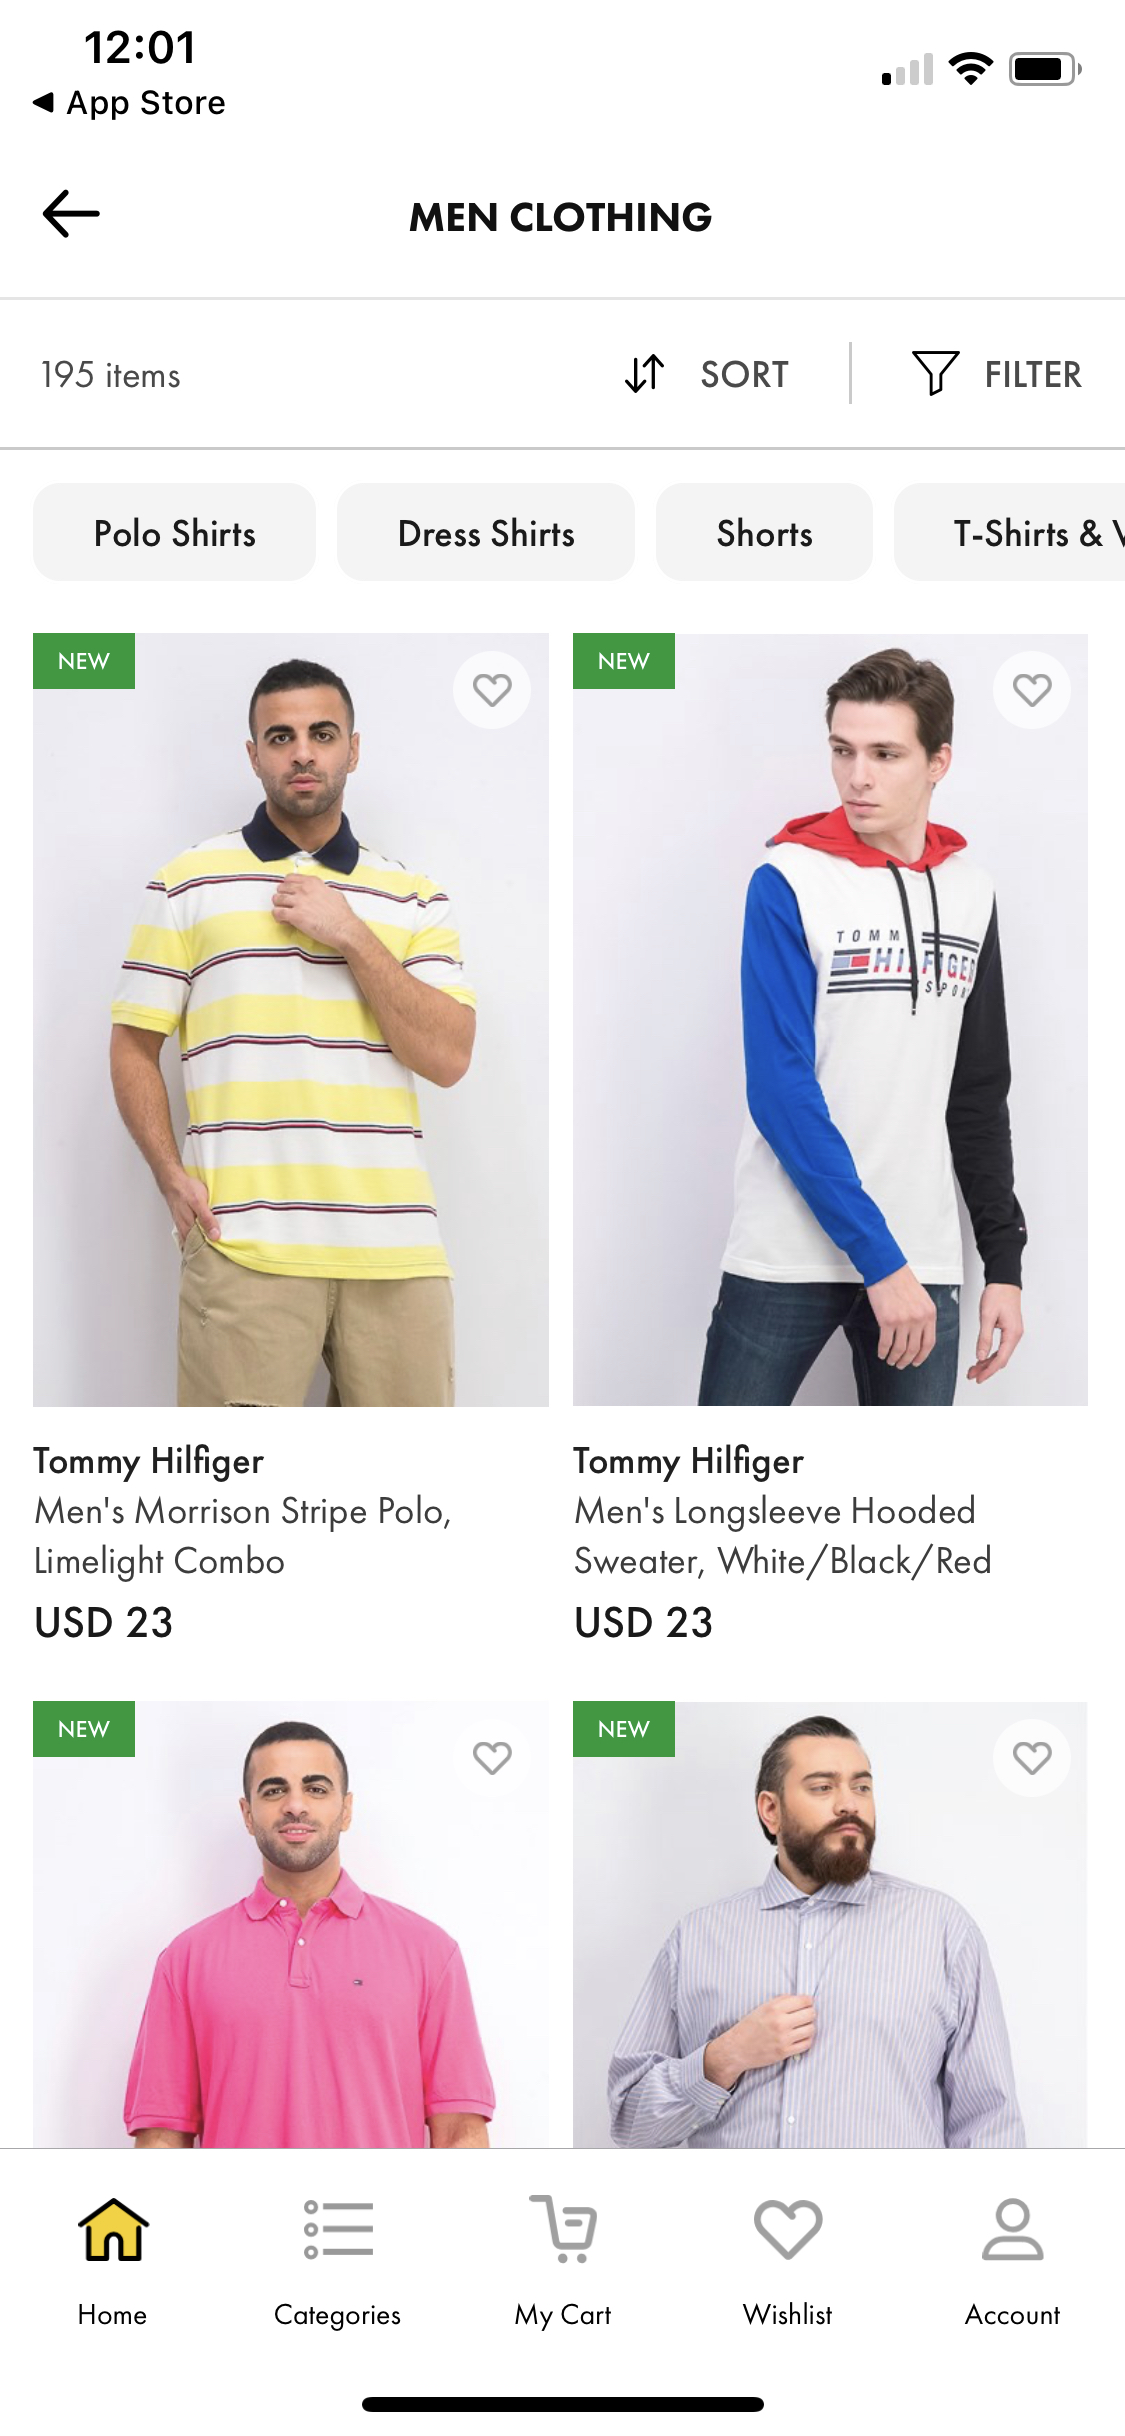 12:01
App Store
MEN CLOTHING
195 items
SORT
FILTER
Polo Shirts
Dress Shirts
Shorts
T-Shirts &
NEW
NEW
TOMM
HILFIGER
SPOR
Tommy Hilfiger
Men's Morrison Stripe Polo,
Limelight Combo
USD 23
Tommy Hilfiger
Men's Longsleeve Hooded
Sweater, White/Black/Red
USD 23
NEW
NEW
Home
Categories
My Cart
Wishlist
Account